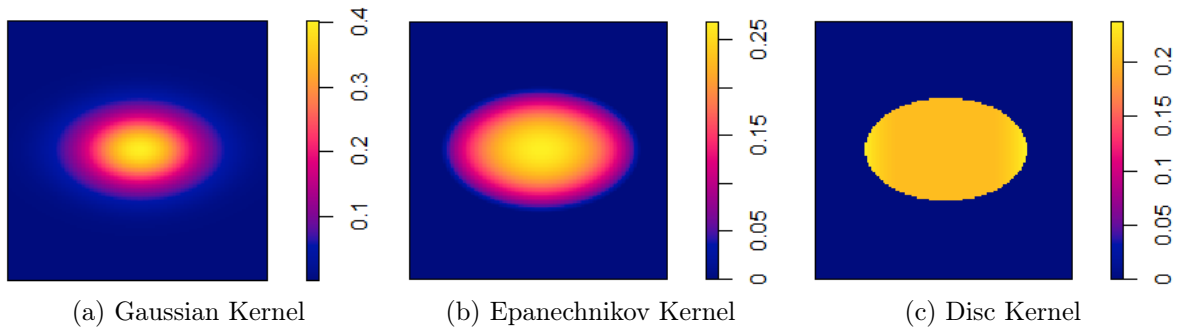 0.1 0.2 0.3 0.4
0 0.05 0.15 0.25
0 0.05 0.1 0.15 0.2
(a) Gaussian Kernel
(b) Epanechnikov Kernel
(c) Disc Kernel